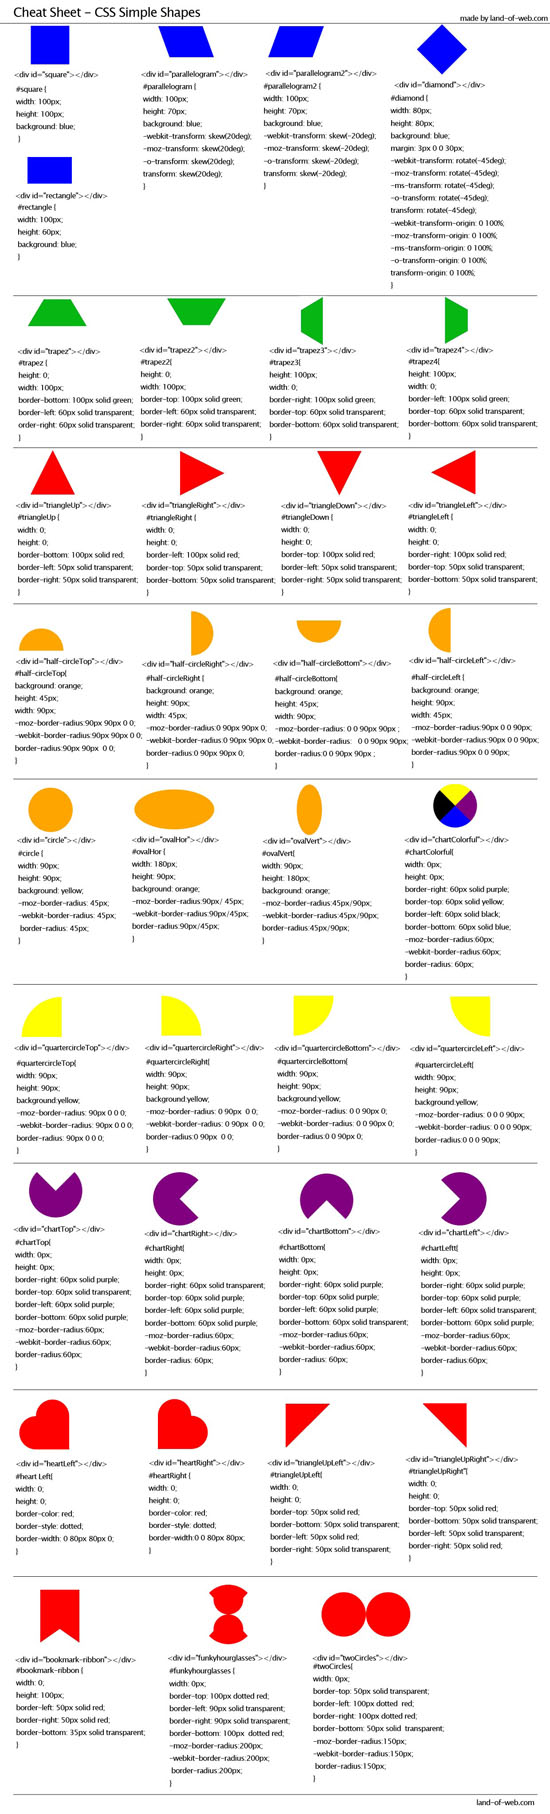 Cheat Sheet - CSS Simple Shapes
made by land-of-web.com
<div id="square"></div>
#square {
width: 100px;
height: 100px;
background: blue;
}
<div id="rectangle"></div>
#rectangle {
width: 100px;
height: 60px;
background: blue;
}
<div id="parallelogram"></div>
#parallelogram {
width: 100px;
height: 70px;
background: blue;
-webkit-transform: skew(20deg);
-moz-transform: skew(20deg);
-o-transform: skew(20deg);
transform: skew(20deg);
}
<div id="parallelogram2"></div>
#parallelogram2 {
width: 100px;
height: 70px;
background: blue;
-webkit-transform: skew(-20deg);
-moz-transform: skew(-20deg);
-o-transform: skew(-20deg);
transform: skew(-20deg);
}
<div id="diamond"></div>
#diamond {
width: 80px;
height: 80px;
background: blue;
margin: 3px 0 0 30px;
-webkit-transform: rotate(-45deg);
-moz-transform: rotate(-45deg);
-ms-transform: rotate(-45deg);
-o-transform: rotate(-45deg);
transform: rotate(-45deg);
-webkit-transform-origin: 0 100%;
-moz-transform-origin: 0 100%;
-ms-transform-origin: 0 100%;
-o-transform-origin: 0 100%;
transform-origin: 0 100%;
}
<div id="trapez"></div>
#trapez {
height: 0;
width: 100px;
border-bottom: 100px solid green;
border-left: 60px solid transparent;
order-right: 60px solid transparent;
}
<div id="trapez2"></div>
#trapez2{
height: 0;
width: 100px;
border-top: 100px solid green;
border-left: 60px solid transparent;
border-right: 60px solid transparent;
}
<div id="trapez3"></div>
#trapez3{
height: 100px;
width: 0;
border-right: 100px solid green;
border-top: 60px solid transparent;
border-bottom: 60px solid transparent;
}
<div id="trapez4"></div>
#trapez4{
height: 100px;
width: 0;
border-left: 100px solid green;
border-top: 60px solid transparent;
border-bottom: 60px solid transparent;
}
<div id="triangleUp"></div>
#triangleUp {
width: 0;
height: 0;
border-bottom: 100px solid red;
border-left: 50px solid transparent;
border-right: 50px solid transparent;
}
<div id="triangleRight"></div>
#triangleRight {
width: 0;
height: 0;
border-left: 100px solid red;
border-top: 50px solid transparent;
border-bottom: 50px solid transparent;
}
<div id="triangleDown"></div>
#triangleDown {
width: 0;
height: 0;
border-top: 100px solid red;
border-left: 50px solid transparent;
border-right: 50px solid transparent;
}
<div id="triangleLeft"></div>
#triangleLeft {
width: 0;
height: 0;
border-right: 100px solid red;
border-top: 50px solid transparent;
border-bottom: 50px solid transparent;
}
<div id="half-circleTop"></div>
#half-circleTop{
background: orange;
height: 45px;
width: 90px;
-moz-border-radius:90px 90px 0 0;
-webkit-border-radius:90px 90px 0 0;
border-radius:90px 90px 0 0;
}
<div id="half-circleRight"></div>
#half-circleRight {
background: orange;
height: 90px;
width: 45px;
-moz-border-radius:0 90px 90px 0;
-webkit-border-radius:0 90px 90px 0;
border-radius:0 90px 90px 0;
}
<div id="half-circleBottom"></div>
#half-circleBottom{
background: orange;
height: 45px;
width: 90px;
-moz-border-radius: 0 0 90px 90px ;
-webkit-border-radius: 0 0 90px 90px;
border-radius: 0 0 90px 90px ;
}
<div id="half-circleLeft"></div>
#half-circleLeft {
background: orange;
height: 90px;
width: 45px;
-moz-border-radius:90px 0 0 90px;
-webkit-border-radius:90px 0 0 90px;
border-radius:90px 0 0 90px;
}
<div id="circle"></div>
#circle {
width: 90px;
height: 90px;
background: yellow;
-moz-border-radius: 45px;
-webkit-border-radius: 45px;
border-radius: 45px;
}
<div id="ovalHor"></div>
#ovalHor {
width: 180px;
height: 90px;
background: orange;
-moz-border-radius:90px/ 45px;
-webkit-border-radius:90px/45px;
border-radius:90px/45px;
}
<div id="ovalVert"></div>
#ovalVert{
width: 90px;
height: 180px;
background: orange;
-moz-border-radius:45px/90px;
-webkit-border-radius:45px/90px;
border-radius:45px/90px;
}
<div id="chartColorful"></div>
#chartColorful{
width: 0px;
height: 0px;
border-right: 60px solid purple;
border-top: 60px solid yellow;
border-left: 60px solid black;
border-bottom: 60px solid blue;
-moz-border-radius:60px;
-webkit-border-radius:60px;
border-radius: 60px;
}
<div id="quartercircleTop"></div>
#quartercircleTop{
width: 90px;
height: 90px;
background:yellow;
-moz-border-radius: 90px 0 0 0;
-webkit-border-radius: 90px 0 0 0;
border-radius: 90px 0 0 0;
}
<div id="quartercircleRight"></div>
#quartercircleRight{
width: 90px;
height: 90px;
background: yellow;
-moz-border-radius: 0 90px 0 0;
-webkit-border-radius: 0 90px 0 0;
border-radius:0 90px 0 0;
}
<div id="quartercircleBottom"></div>
#quartercircleBottom{
width: 90px;
height: 90px;
background:yellow;
-moz-border-radius: 0 0 90px 0;
-webkit-border-radius: 0 0 90px 0;
border-radius:0 0 90px 0;
}
<div id="quartercircleLeft"></div>
#quartercircleLeft{
width: 90px;
height: 90px;
background:yellow;
-moz-border-radius: 0 0 0 90px;
-webkit-border-radius: 0 0 0 90px;
border-radius:0 0 0 90px;
}
<div id="chartTop"></div>
#chartTop{
width: 0px;
height: 0px;
border-right: 60px solid purple;
border-top: 60px solid transparent;
border-left: 60px solid purple;
border-bottom: 60px solid purple;
-moz-border-radius:60px;
-webkit-border-radius:60px;
border-radius:60px;
}
<div id="chartRight"></div>
#chartRight{
width: 0px;
height: 0px;
border-right: 60px solid transparent;
border-top: 60px solid purple;
border-left: 60px solid purple;
border-bottom: 60px solid purple;
-moz-border-radius:60px;
-webkit-border-radius:60px;
border-radius: 60px;
}
<div id="chartBottom"></div>
#chartBottom{
width: 0px;
height: 0px;
border-right: 60px solid purple;
border-top: 60px solid purple;
border-left: 60px solid purple;
border-bottom: 60px solid transparent;
-moz-border-radius:60px;
-webkit-border-radius:60px;
border-radius: 60px;
}
<div id="chartLeft"></div>
#chartLeftt{
width: 0px;
height: 0px;
border-right: 60px solid purple;
border-top: 60px solid purple;
border-left: 60px solid transparent;
border-bottom: 60px solid purple;
-moz-border-radius:60px;
-webkit-border-radius:60px;
border-radius: 60px;
}
<div id="heartLeft"></div>
#heart Left{
width: 0;
height: 0;
border-color: red;
border-style: dotted;
border-width: 0 80px 80px 0;
}
<div id="heartRight"></div>
#heartRight {
width: 0;
height: 0;
border-color: red;
border-style: dotted;
border-width:0 0 80px 80px;
}
<div id="triangleUpLeft"></div>
#triangleUpLeft{
width: 0;
height: 0;
border-top: 50px solid red;
border-bottom: 50px solid transparent;
border-left: 50px solid red;
border-right: 50px solid transparent;
}
<div id="triangleUpRight"></div>
#triangleUpRight"{
width: 0;
height: 0;
border-top: 50px solid red;
border-bottom: 50px solid transparent;
border-left: 50px solid transparent;
border-right: 50px solid red;
}
<div id="bookmark-ribbon"></div>
#bookmark-ribbon {
width: 0;
height: 100px;
border-left: 50px solid red;
border-right: 50px solid red;
border-bottom: 35px solid transparent;
}
<div id="funkyhourglasses"></div>
#funkyhourglasses {
width: 0px;
border-top: 100px dotted red;
border-left: 90px solid transparent;
border-right: 90px solid transparent;
border-bottom: 100px dotted red;
-moz-border-radius:200px;
-webkit-border-radius:200px;
border-radius:200px;
}
<div id="twoCircles"></div>
#twoCircles{
width: 0px;
border-top: 50px solid transparent;
border-left: 100px dotted red;
border-right: 100px dotted red;
border-bottom: 50px solid transparent;
-moz-border-radius:150px;
-webkit-border-radius:150px;
border-radius:150px;
}
land-of-web.com